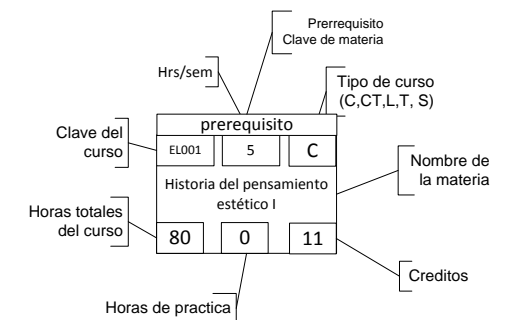 Prerrequisito
Clave de materia
Hrs/sem
Tipo de curso
(C,CT,L,T, S)
prerequisito
Clave del
curso
EL001
5
C
Nombre de
la materia
Historia del pensamiento
estético I
Horas totales
del curso
80
0
11
Creditos
Horas de practica